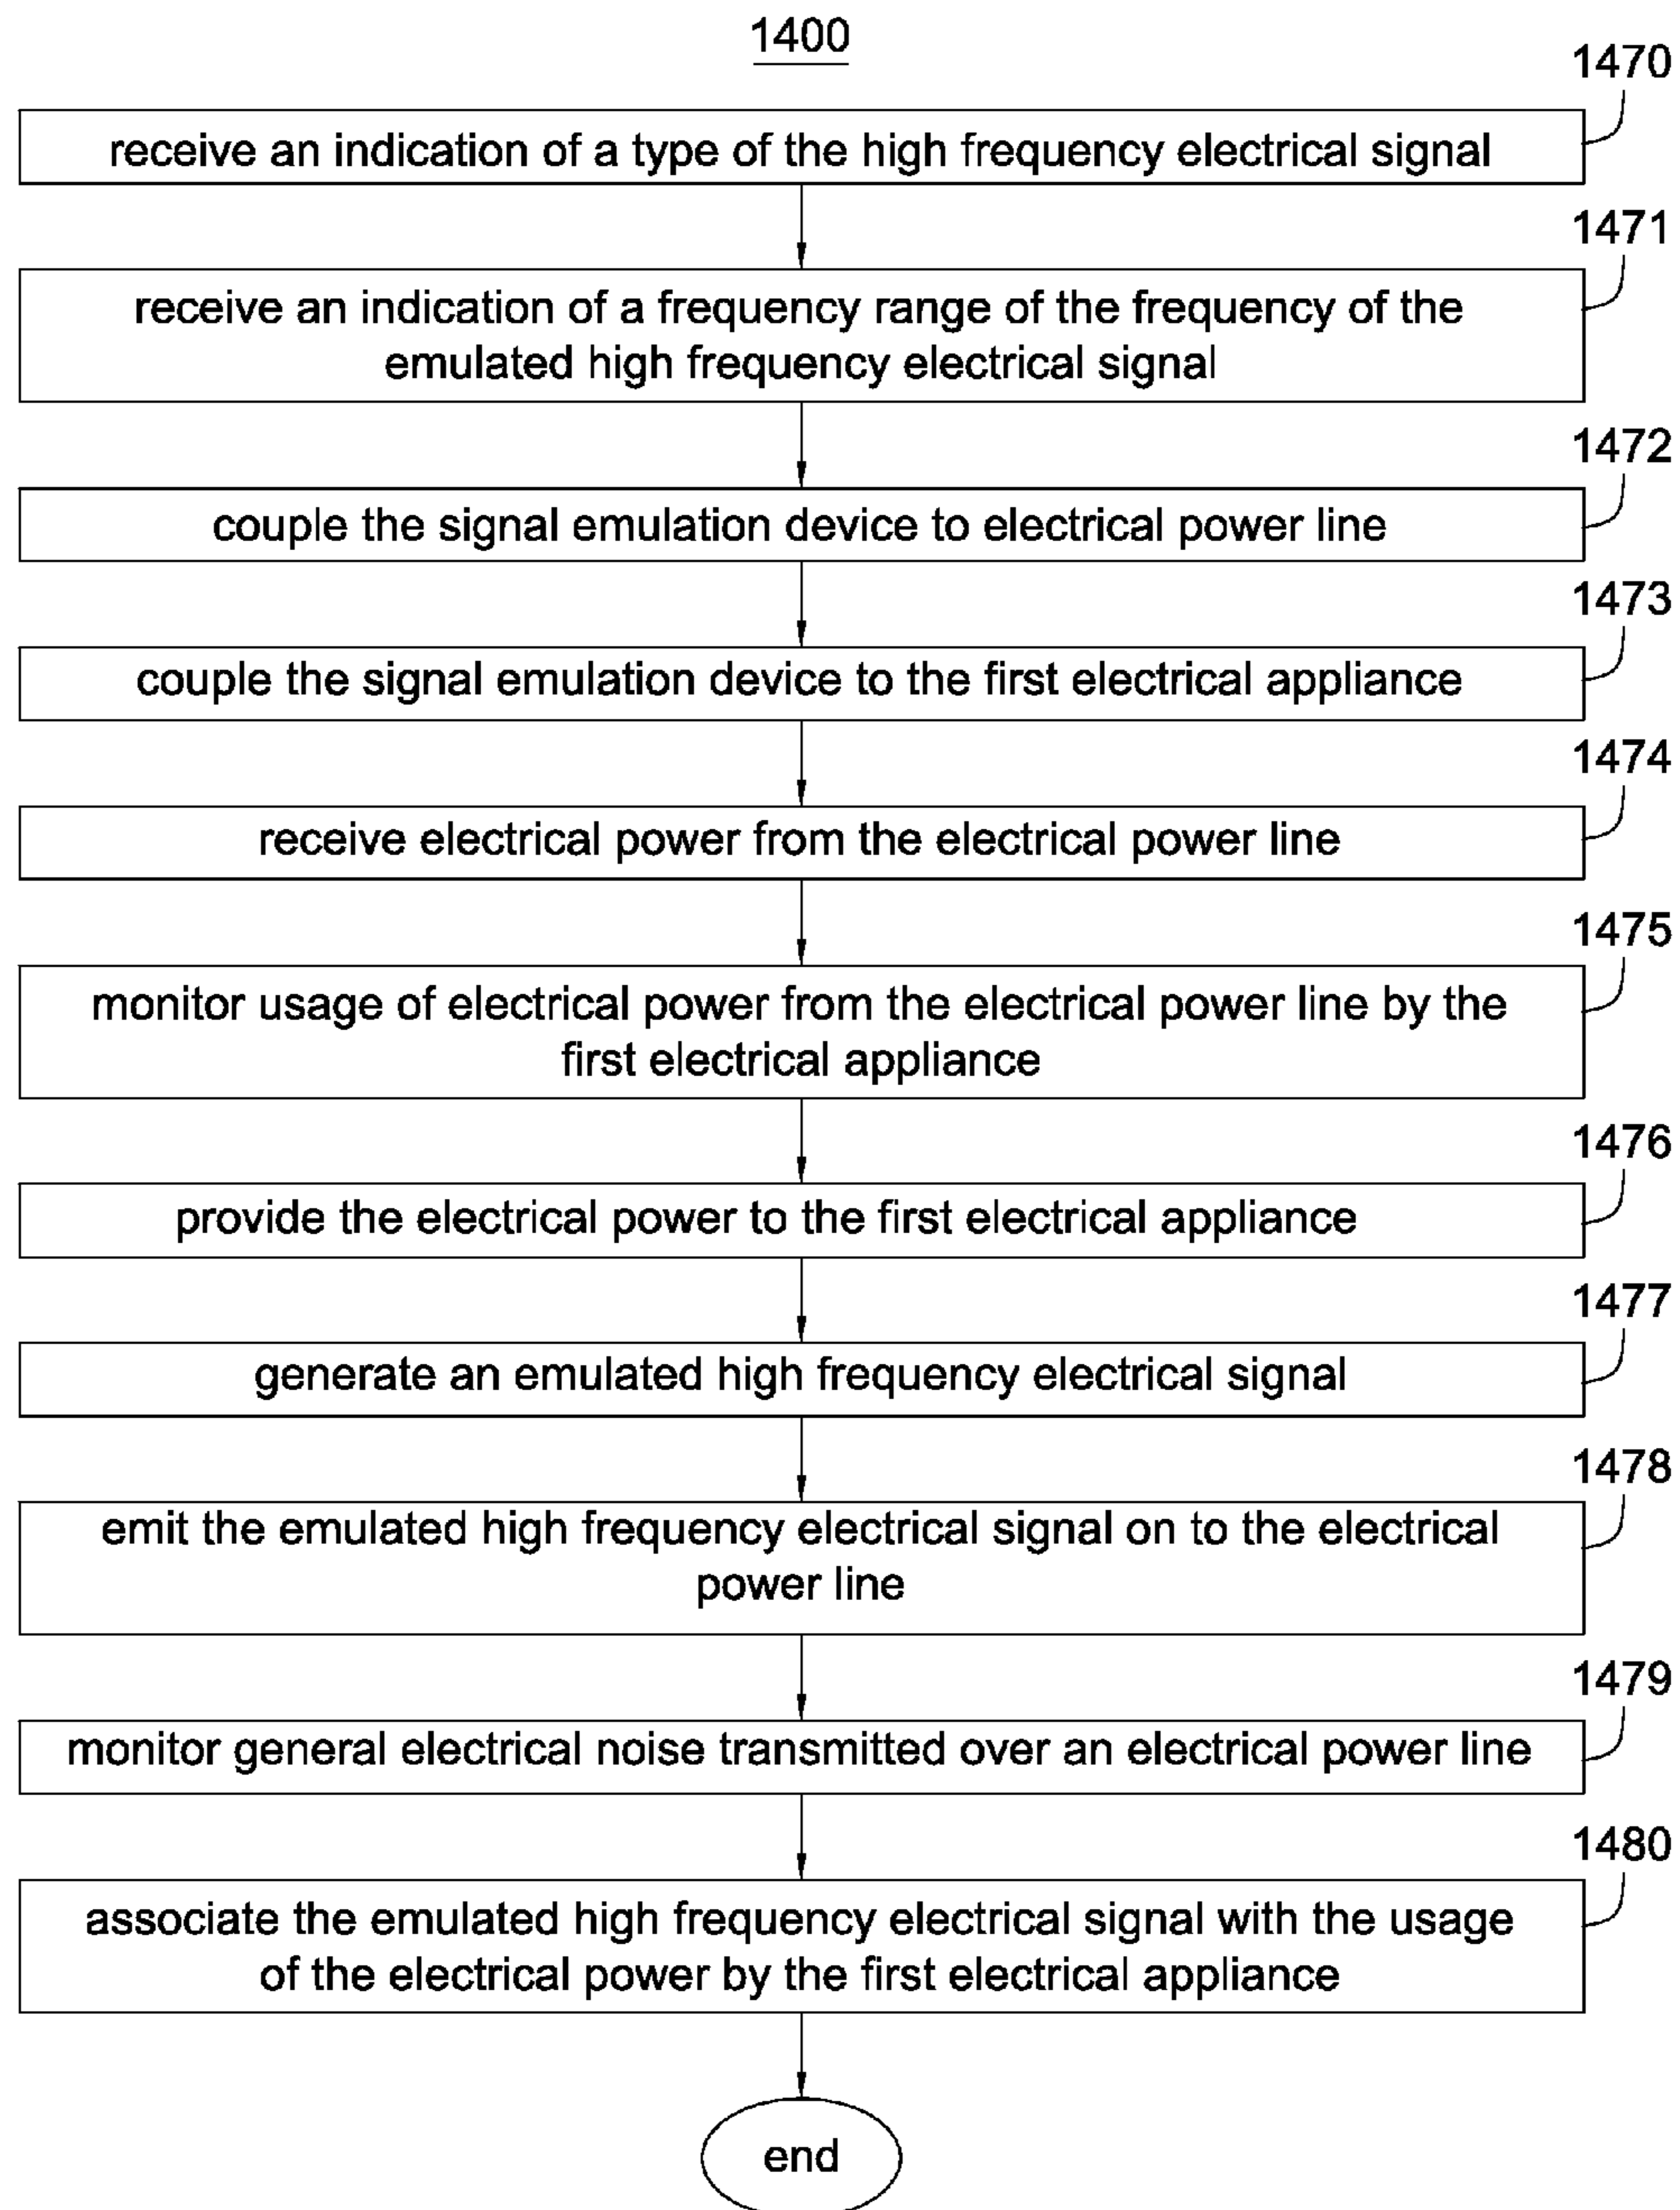 1400
1470
receive an indication of a type of the high frequency electrical signal
1471
receive an indication of a frequency range of the frequency of the
emulated high frequency electrical signal
1472
couple the signal emulation device to electrical power line
1473
couple the signal emulation device to the first electrical appliance
1474
receive electrical power from the electrical power line
1475
monitor usage of electrical power from the electrical power line by the
first electrical appliance
1476
provide the electrical power to the first electrical appliance
1477
generate an emulated high frequency electrical signal
1478
emit the emulated high frequency electrical signal on to the electrical
power line
1479
monitor general electrical noise transmitted over an electrical power line
1480
associate the emulated high frequency electrical signal with the usage
of the electrical power by the first electrical appliance
end